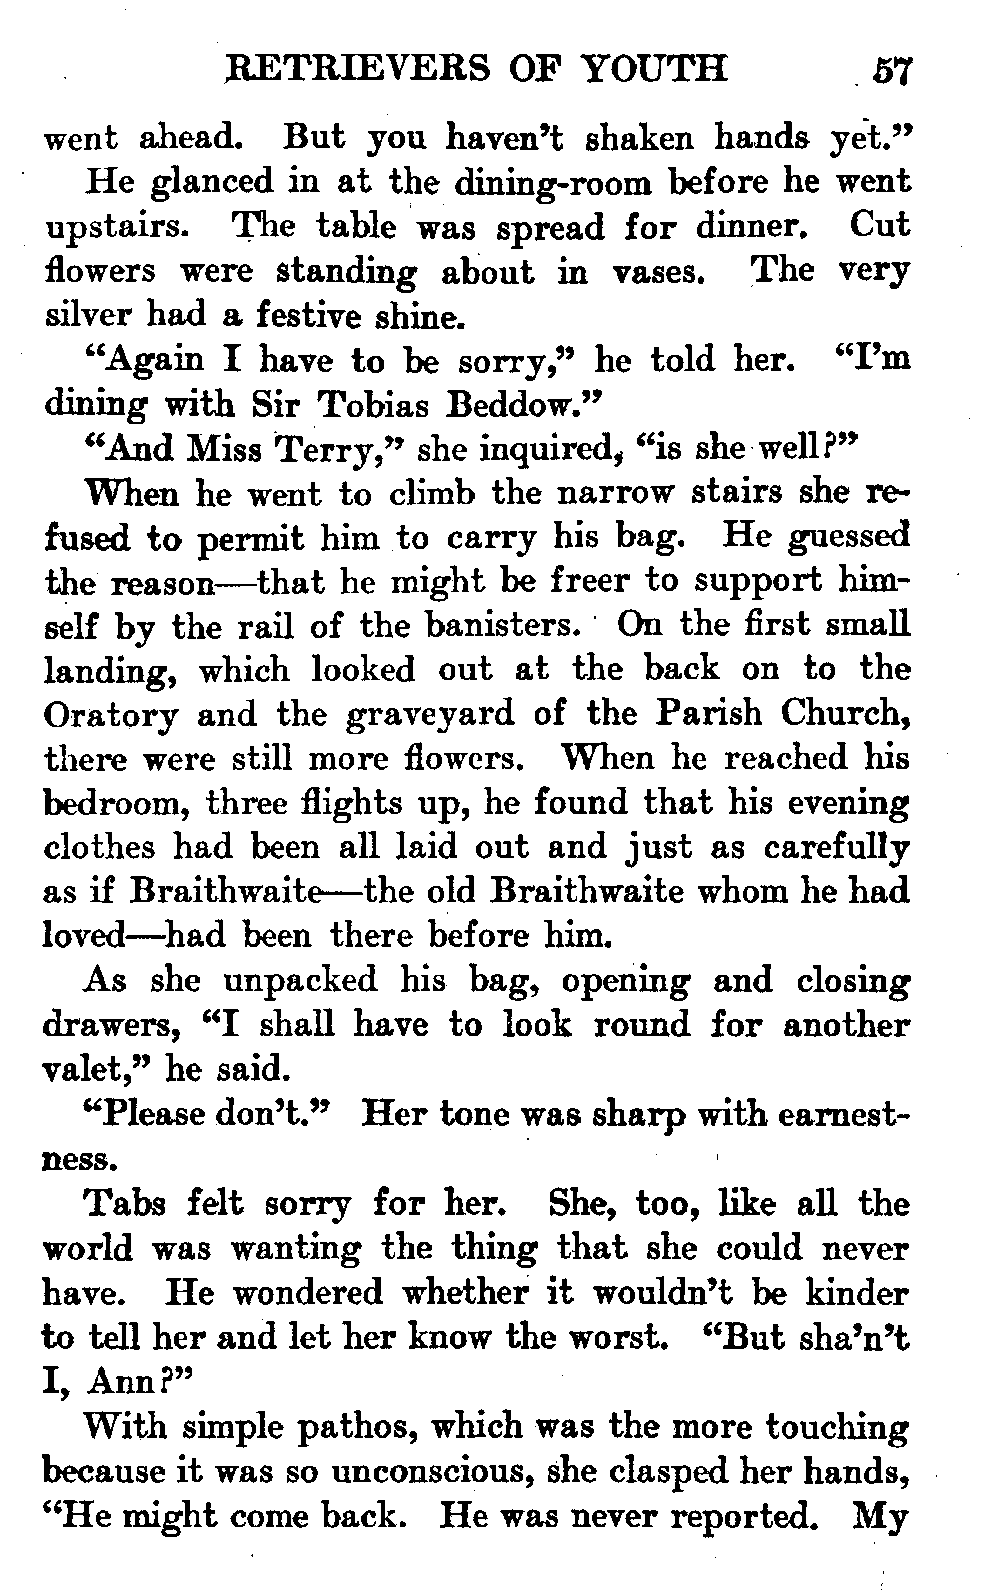 RETRIEVERS OF YOUTH 57
went ahead. But you haven't shaken hands yet."
He glanced in at the dining-room before he went
upstairs. The table was spread for dinner. Cut
flowers were standing about in vases. The very
silver had a festive shine.
"Again I have to be sorry," he told her. "I'm
dining with Sir Tobias Beddow."
"And Miss Terry," she inquired, "is she well?"
When he went to climb the narrow stairs she re-
fused to permit him to carry his bag. He guessed
the reason—that he might be freer to support him-
self by the rail of the banisters. On the first small
landing, which looked out at the back on to the
Oratory and the graveyard of the Parish Church,
there were still more flowers. When he reached his
bedroom, three flights up, he found that his evening
clothes had been all laid out and just as carefully
as if Braithwaite—the old Braithwaite whom he had
loved—had been there before him.
As she unpacked his bag, opening and closing
drawers, "I shall have to look round for another
valet," he said.
"Please don't." Her tone was sharp with earnest-
ness.
Tabs felt sorry for her. She, too, like all the
world was wanting the thing that she could never
have. He wondered whether it wouldn't be kinder
to tell her and let her know the worst. "But sha'n't
I, Ann?"
With simple pathos, which was the more touching
because it was so unconscious, she clasped her hands,
"He might come back. He was never reported. My